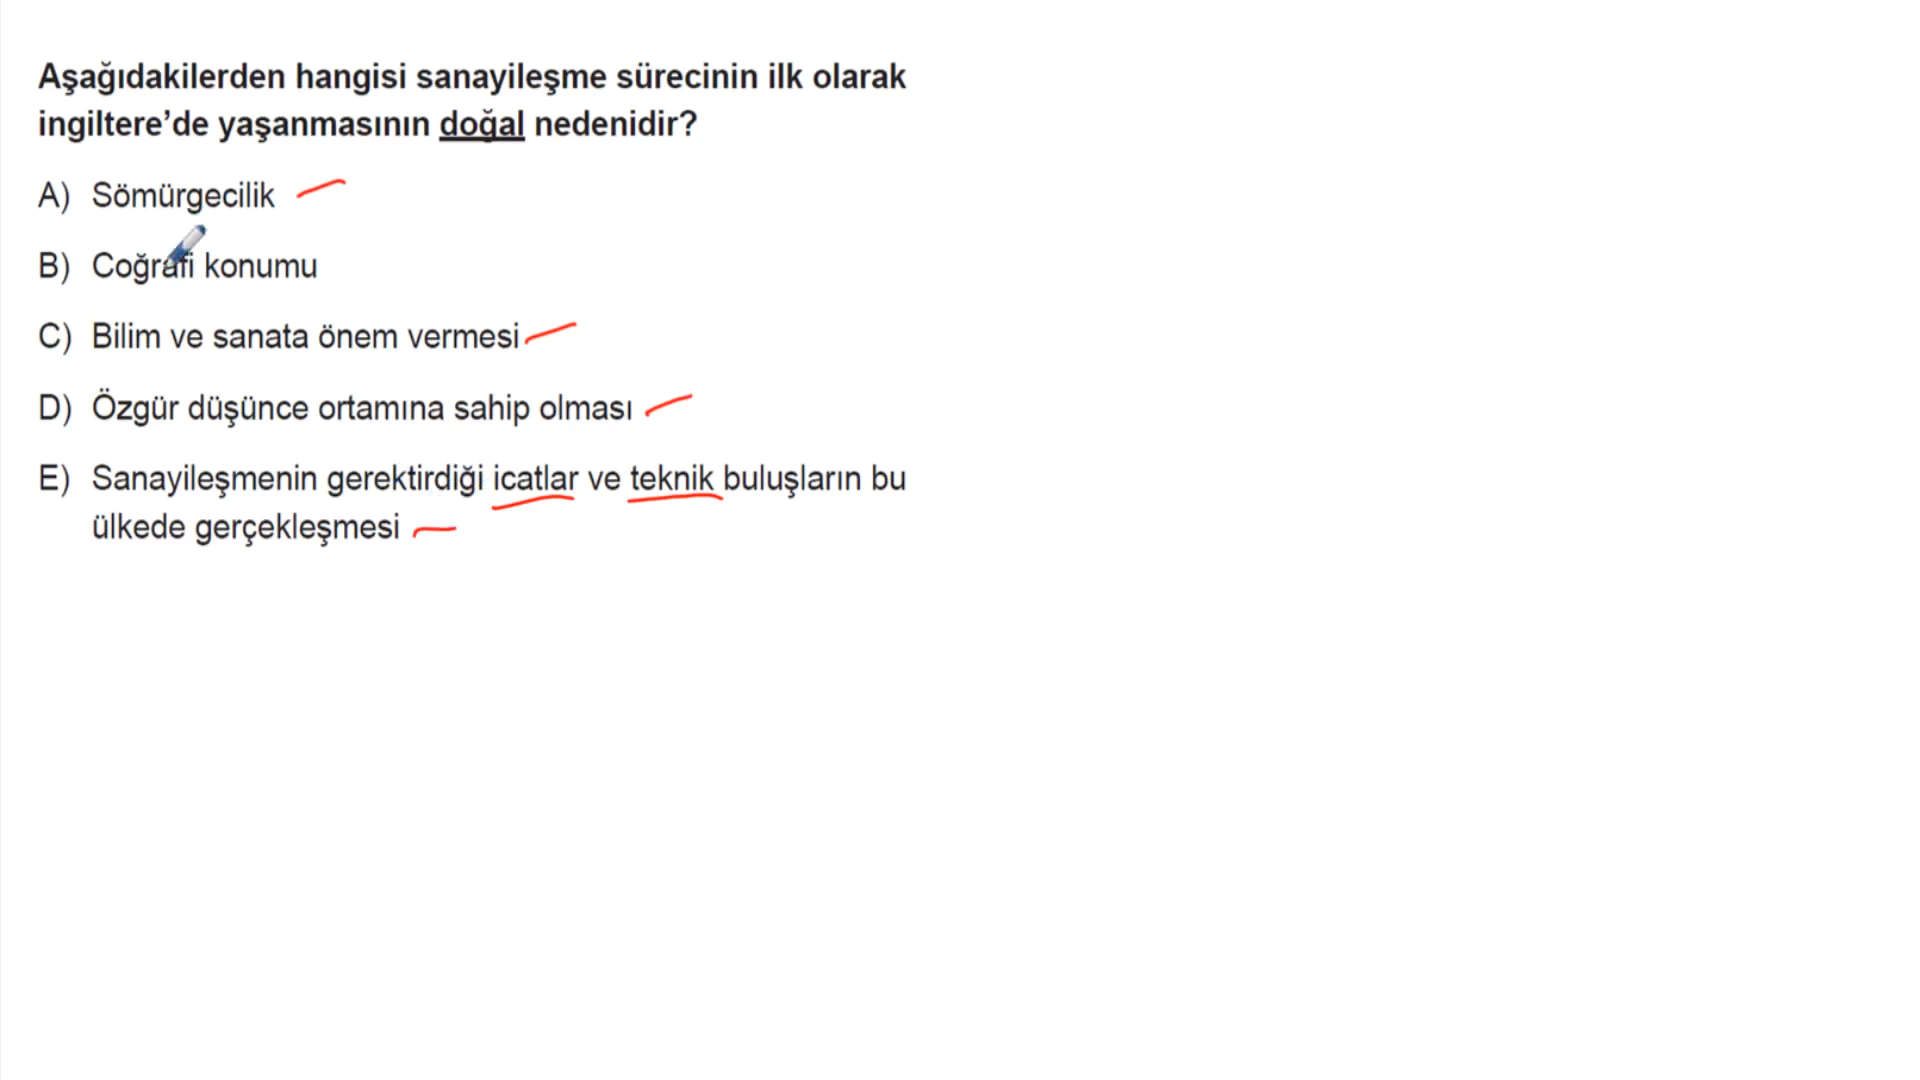 Aşağıdakilerden hangisi sanayileşme sürecinin ilk olarak
ingiltere’de yaşanmasının doğal nedenidir?
A) Sömürgecilik
B) Coğrafi konumu
C) Bilim ve sanata önem vermesi
D) Özgür düşünce ortamına sahip olması
E) Sanayileşmenin gerektirdiği icatlar ve teknik buluşların bu
ülkede gerçekleşmesi